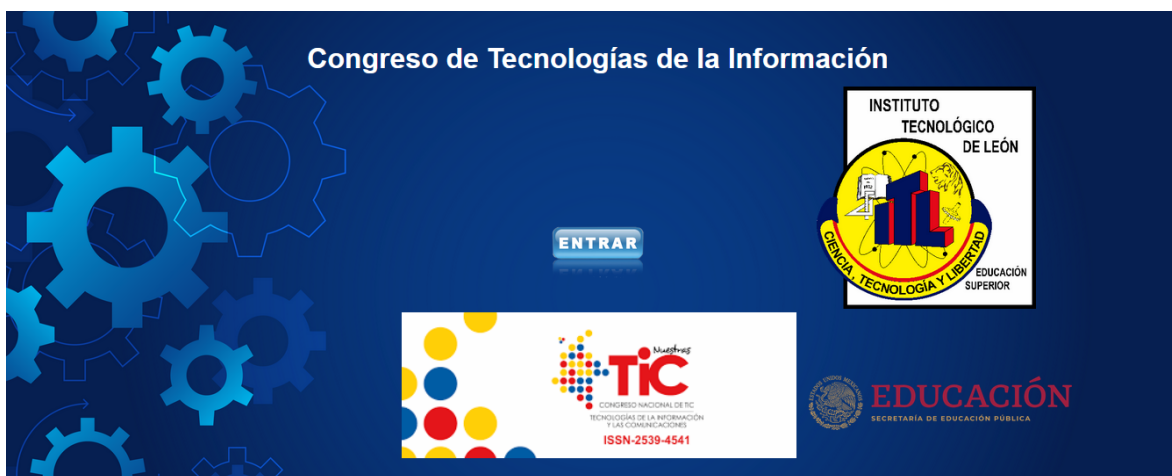 Congreso de Tecnologías de la Información
INSTITUTO
TECNOLÓGICO
DE LEÓN
CIENCIA, TECNOLOGÍA Y LIBERTAD
EDUCACIÓN
SUPERIOR
ENTRAR
Nuestras
TiC
CONGRESO NACIONAL DE TIC
TECNOLOGÍAS DE LA INFORMACIÓN
Y LAS COMUNICACIONES
ISSN-2539-4541
EDUCACIÓN
SECRETARÍA DE EDUCACIÓN PÚBLICA